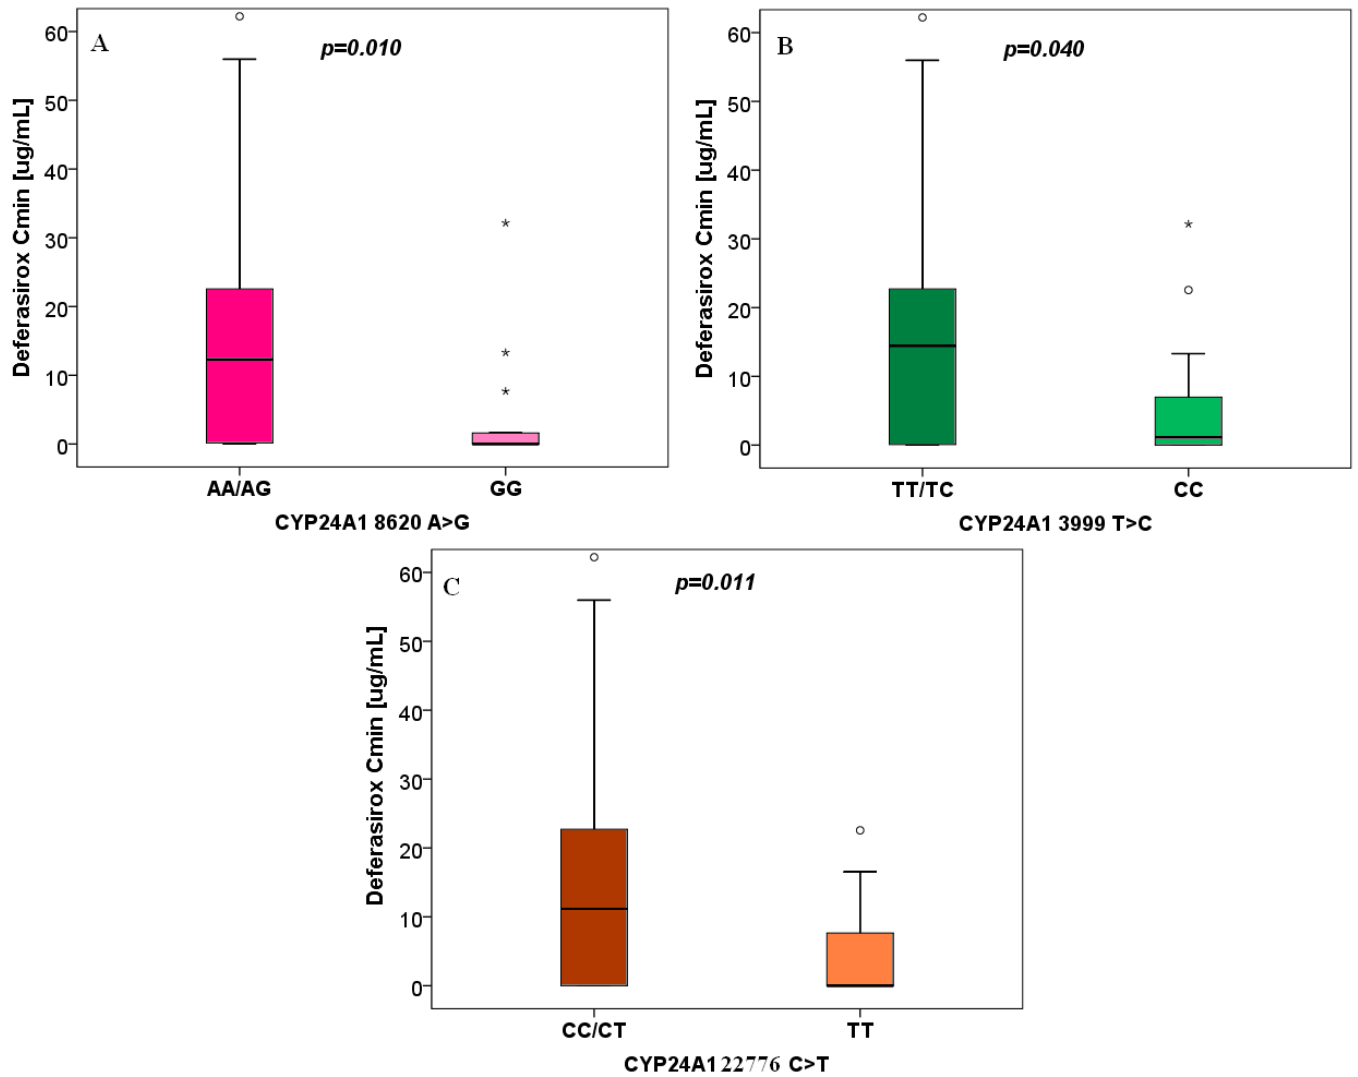 A
p=0.010
Deferasirox Cmin [ug/mL]
60
50
40
30
20
10
0
AA/AG GG
CYP24A1 8620 A>G
B
p=0.040
Deferasirox Cmin [ug/mL]
60
50
40
30
20
10
0
TT/TC CC
CYP24A1 3999 T>C
C
p=0.011
Deferasirox Cmin [ug/mL]
60
50
40
30
20
10
0
CC/CT TT
CYP24A1 22776 C>T